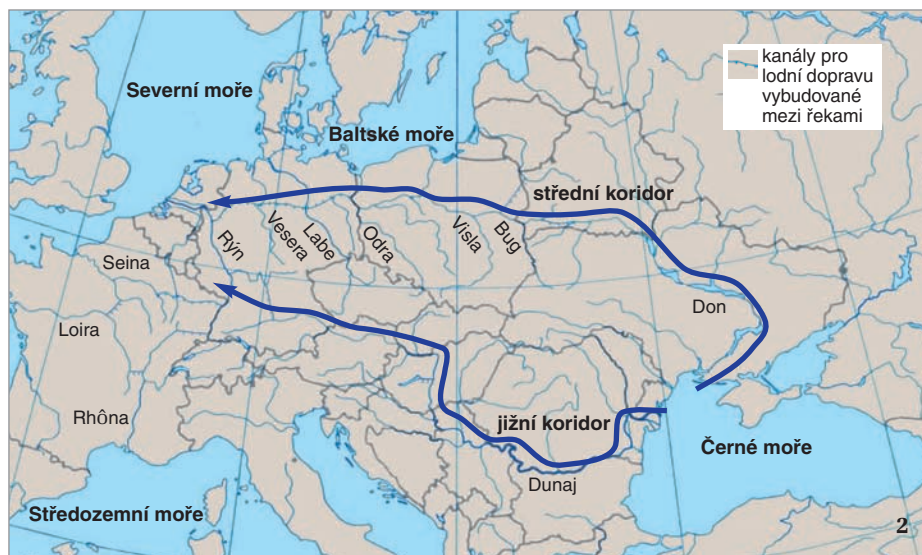 kanály pro
lodní dopravu
vybudované
mezi řekami
Severní moře
Baltské moře
střední koridor
Rýn
Vesera
Labe
Odra
Visla
Bug
Seina
Don
Loira
Rhôna
jižní koridor
Černé moře
Dunaj
Středozemní moře
2